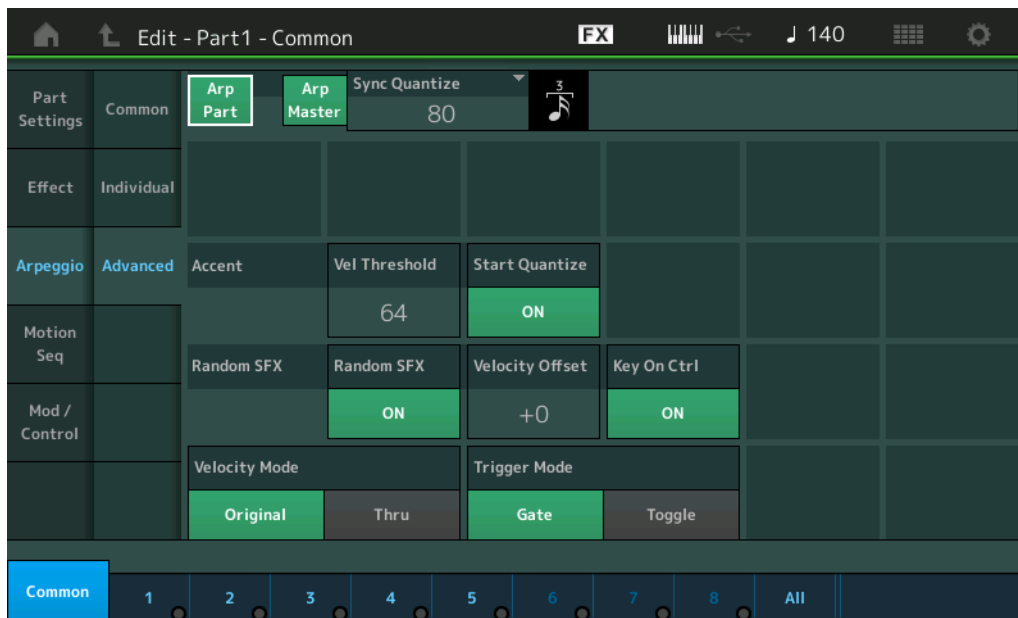 Edit - Part1 - Common
FX
♩ 140
Part
Settings
Common
Arp
Part
Arp
Master
Sync Quantize
80
3
Effect
Individual
Arpeggio
Advanced
Accent
Vel Threshold
Start Quantize
64
ON
Motion
Seq
Random SFX
Random SFX
Velocity Offset
Key On Ctrl
ON
+0
ON
Mod /
Control
Velocity Mode
Trigger Mode
Original
Thru
Gate
Toggle
Common
1
2
3
4
5
6
7
8
All